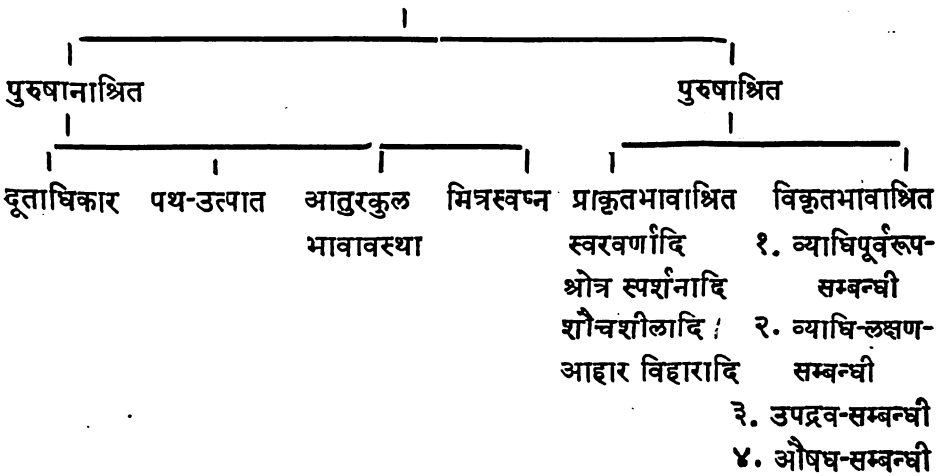 पुरुषानाश्रित पुरुषाश्रित
दूताधिकार पथ-उत्पात आतुरकुल मित्रस्वप्न प्राकृतभावाश्रित विकृतभावाश्रित
भावावस्था स्वरवर्णादि १. व्याधिपूर्वरूप-
श्रोत्र स्पर्शनादि सम्बन्धी
शौचशीलादि २. व्याधि-लक्षण-
आहार विहारादि सम्बन्धी
३. उपद्रव-सम्बन्धी
४. औषध-सम्बन्धी